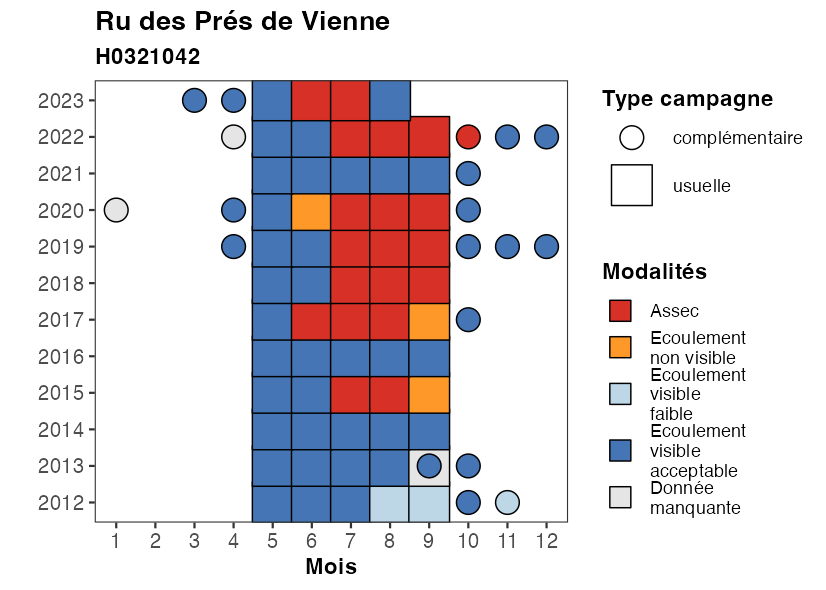 Ru des Prés de Vienne
H0321042
2023
2022
2021
2020
2019
2018
2017
2016
2015
2014
2013
2012
1 2 3 4 5 6 7 8 9 10 11 12
Mois
Type campagne
complémentaire
usuelle
Modalités
Assec
Ecoulement
non visible
Ecoulement
visible
faible
Ecoulement
visible
acceptable
Donnée
manquante